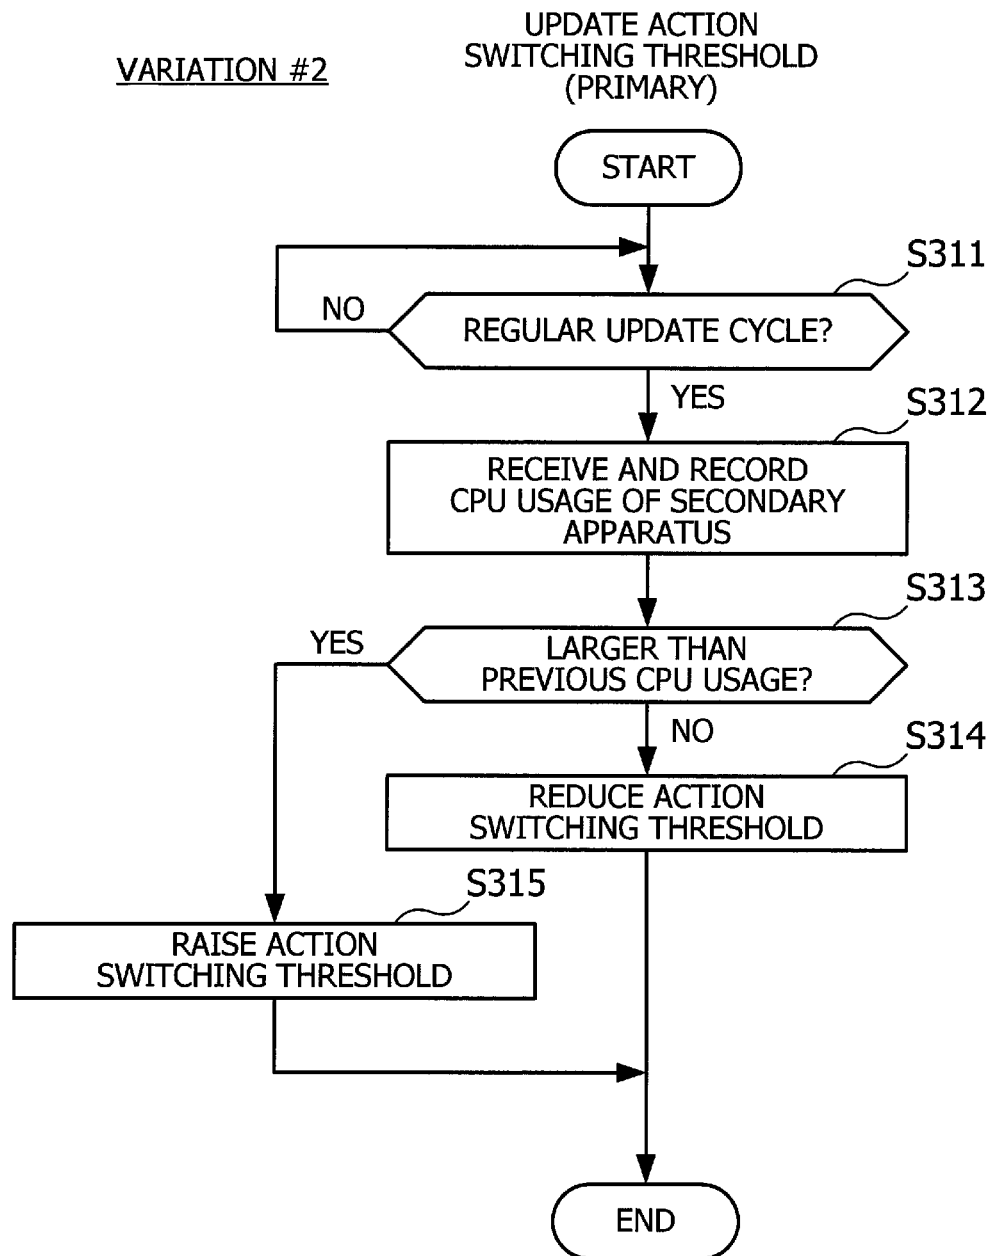 UPDATE ACTION
SWITCHING THRESHOLD
(PRIMARY)
VARIATION #2
START
S311
NO
REGULAR UPDATE CYCLE?
YES
S312
RECEIVE AND RECORD
CPU USAGE OF SECONDARY
APPARATUS
S313
YES
LARGER THAN
PREVIOUS CPU USAGE?
NO
S314
REDUCE ACTION
SWITCHING THRESHOLD
S315
RAISE ACTION
SWITCHING THRESHOLD
END